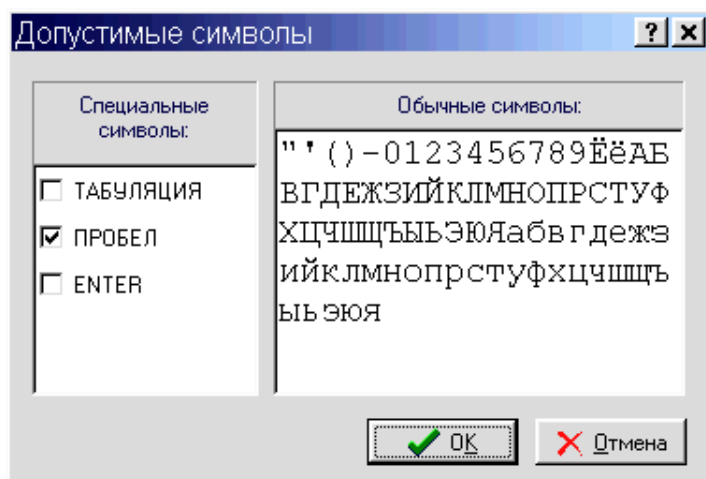 Допустимые символы
Специальные
символы:
ТАБУЛЯЦИЯ
ПРОБЕЛ
ENTER
Обычные символы:
"'()-0123456789ЁёАБ
ВГДЕЖЗИЙКЛМНОПРСТУФ
ХЦЧШЩЪЫЬЭЮЯабвгдежз
ийклмнопрстуфхцчшщъ
ыьэюя
OK
Отмена